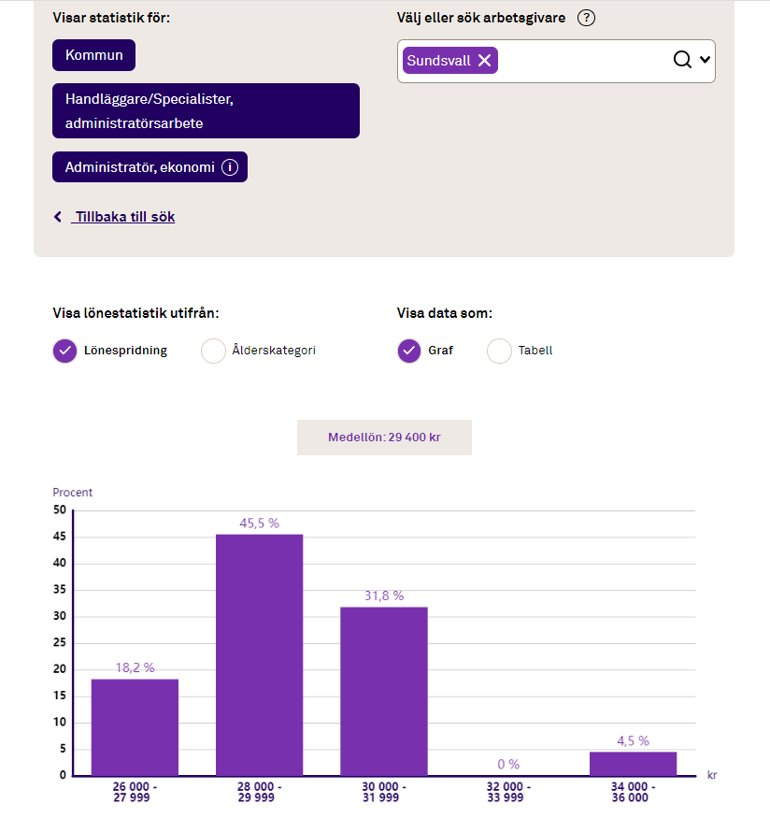 Visar statistik för:
Kommun
Handläggare/Specialister,
administratörsarbete
Administratör, ekonomi i
Tillbaka till sök
Välj eller sök arbetsgivare ?
Sundsvall
Visa lönestatistik utifrån:
Lönespridning Ålderskategori
Visa data som:
Graf Tabell
Medellön: 29 400 kr
Procent
50
45
40
35
30
25
20
15
10
5
0
18,2 %
45,5 %
31,8 %
0 %
4,5 %
kr
26 000 -
27 999
28 000 -
29 999
30 000 -
31 999
32 000 -
33 999
34 000 -
36 000